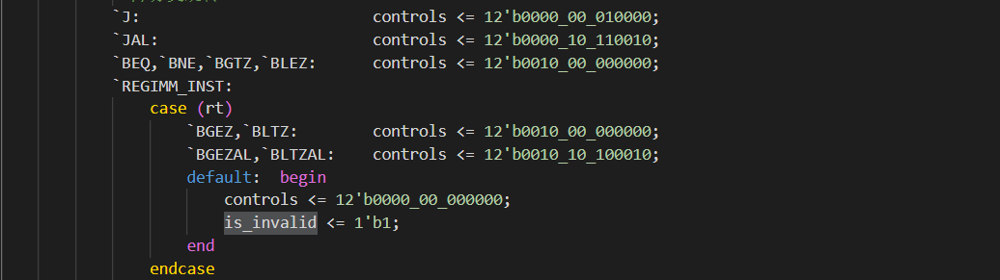 `J: controls <= 12'b0000_00_010000;
`JAL: controls <= 12'b0000_10_110010;
`BEQ,`BNE,`BGTZ,`BLEZ: controls <= 12'b0010_00_000000;
`REGIMM_INST:
case (rt)
`BGEZ,`BLTZ: controls <= 12'b0010_00_000000;
`BGEZAL,`BLTZAL: controls <= 12'b0010_10_100010;
default: begin
controls <= 12'b0000_00_000000;
is_invalid <= 1'b1;
end
endcase